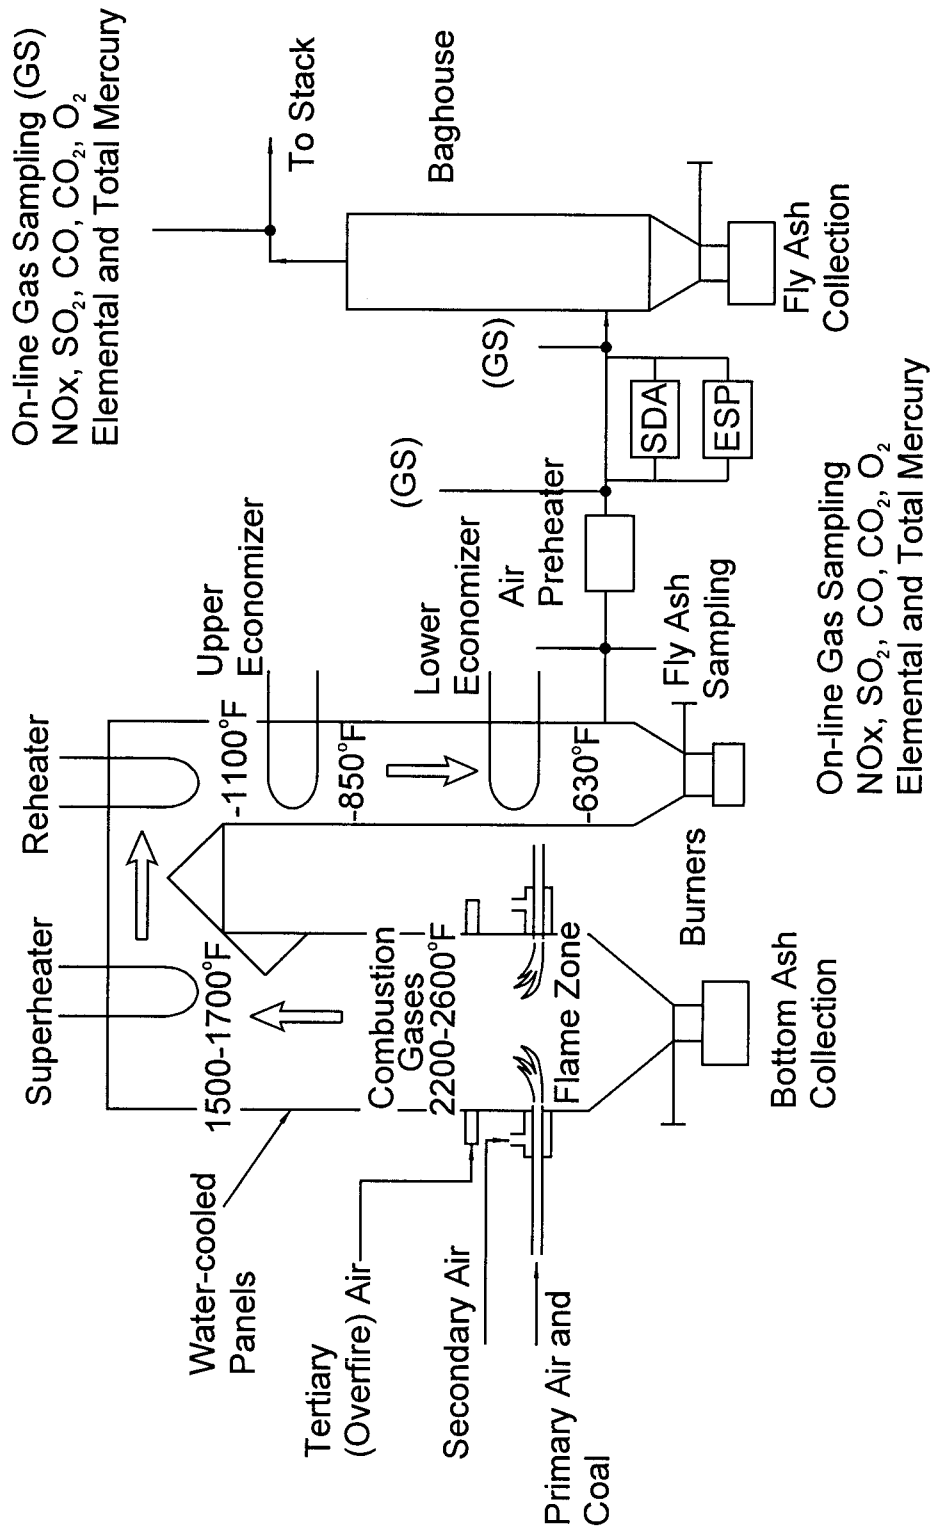 On-line Gas Sampling (GS)
NOx, SO2, CO, CO2, O2
Elemental and Total Mercury
To Stack
Baghouse
(GS)
(GS)
Fly Ash
Collection
SDA
ESP
Superheater
Reheater
Upper
Economizer
Lower
Economizer
Air
Preheater
Fly Ash
Sampling
1500-1700°F
-1100°F
-850°F
-630°F
Combustion
Gases
2200-2600°F
Flame Zone
Water-cooled
Panels
Tertiary
(Overfire) Air
Secondary Air
Primary Air and
Coal
Burners
Bottom Ash
Collection
On-line Gas Sampling
NOx, SO2, CO, CO2, O2
Elemental and Total Mercury